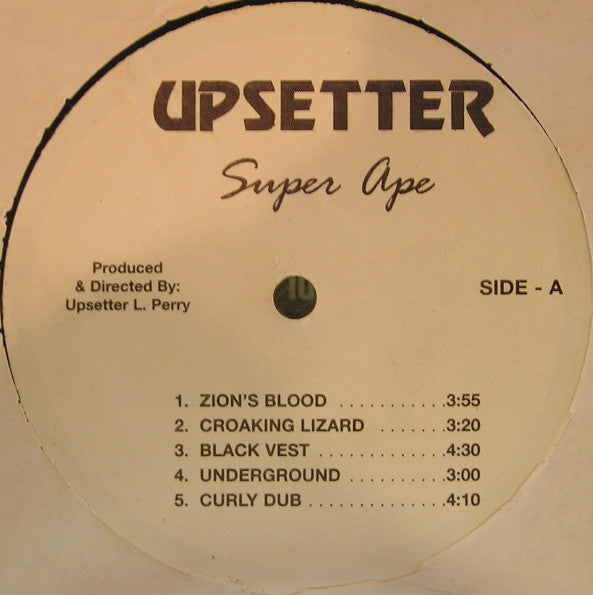 UPSETTER
Super Ape
Produced
& Directed By:
Upsetter L. Perry
SIDE - A
1. ZION'S BLOOD ...........3:55
2. CROAKING LIZARD .......3:20
3. BLACK VEST .............4:30
4. UNDERGROUND ..........3:00
5. CURLY DUB ..............4:10